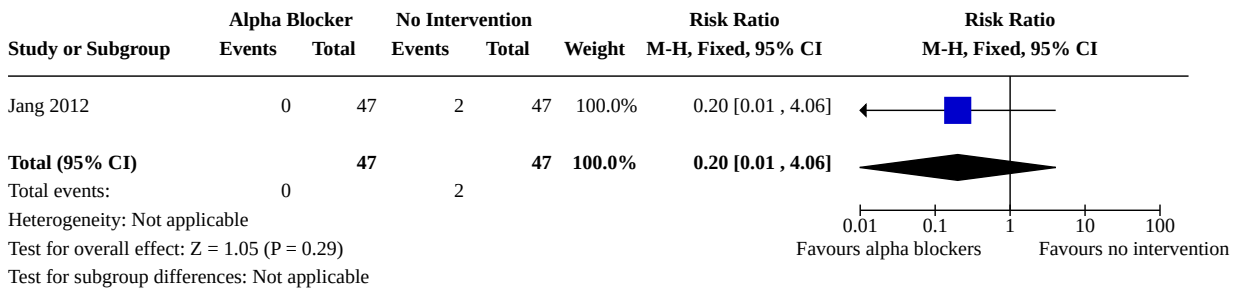 Alpha Blocker No Intervention Risk Ratio Risk Ratio
Study or Subgroup Events Total Events Total Weight M-H, Fixed, 95% CI M-H, Fixed, 95% CI
Jang 2012 0 47 2 47 100.0% 0.20 [0.01 , 4.06]
Total (95% CI) 47 47 100.0% 0.20 [0.01 , 4.06]
Total events: 0 2
Heterogeneity: Not applicable
0.01 0.1 1 10 100
Test for overall effect: Z = 1.05 (P = 0.29) Favours alpha blockers Favours no intervention
Test for subgroup differences: Not applicable